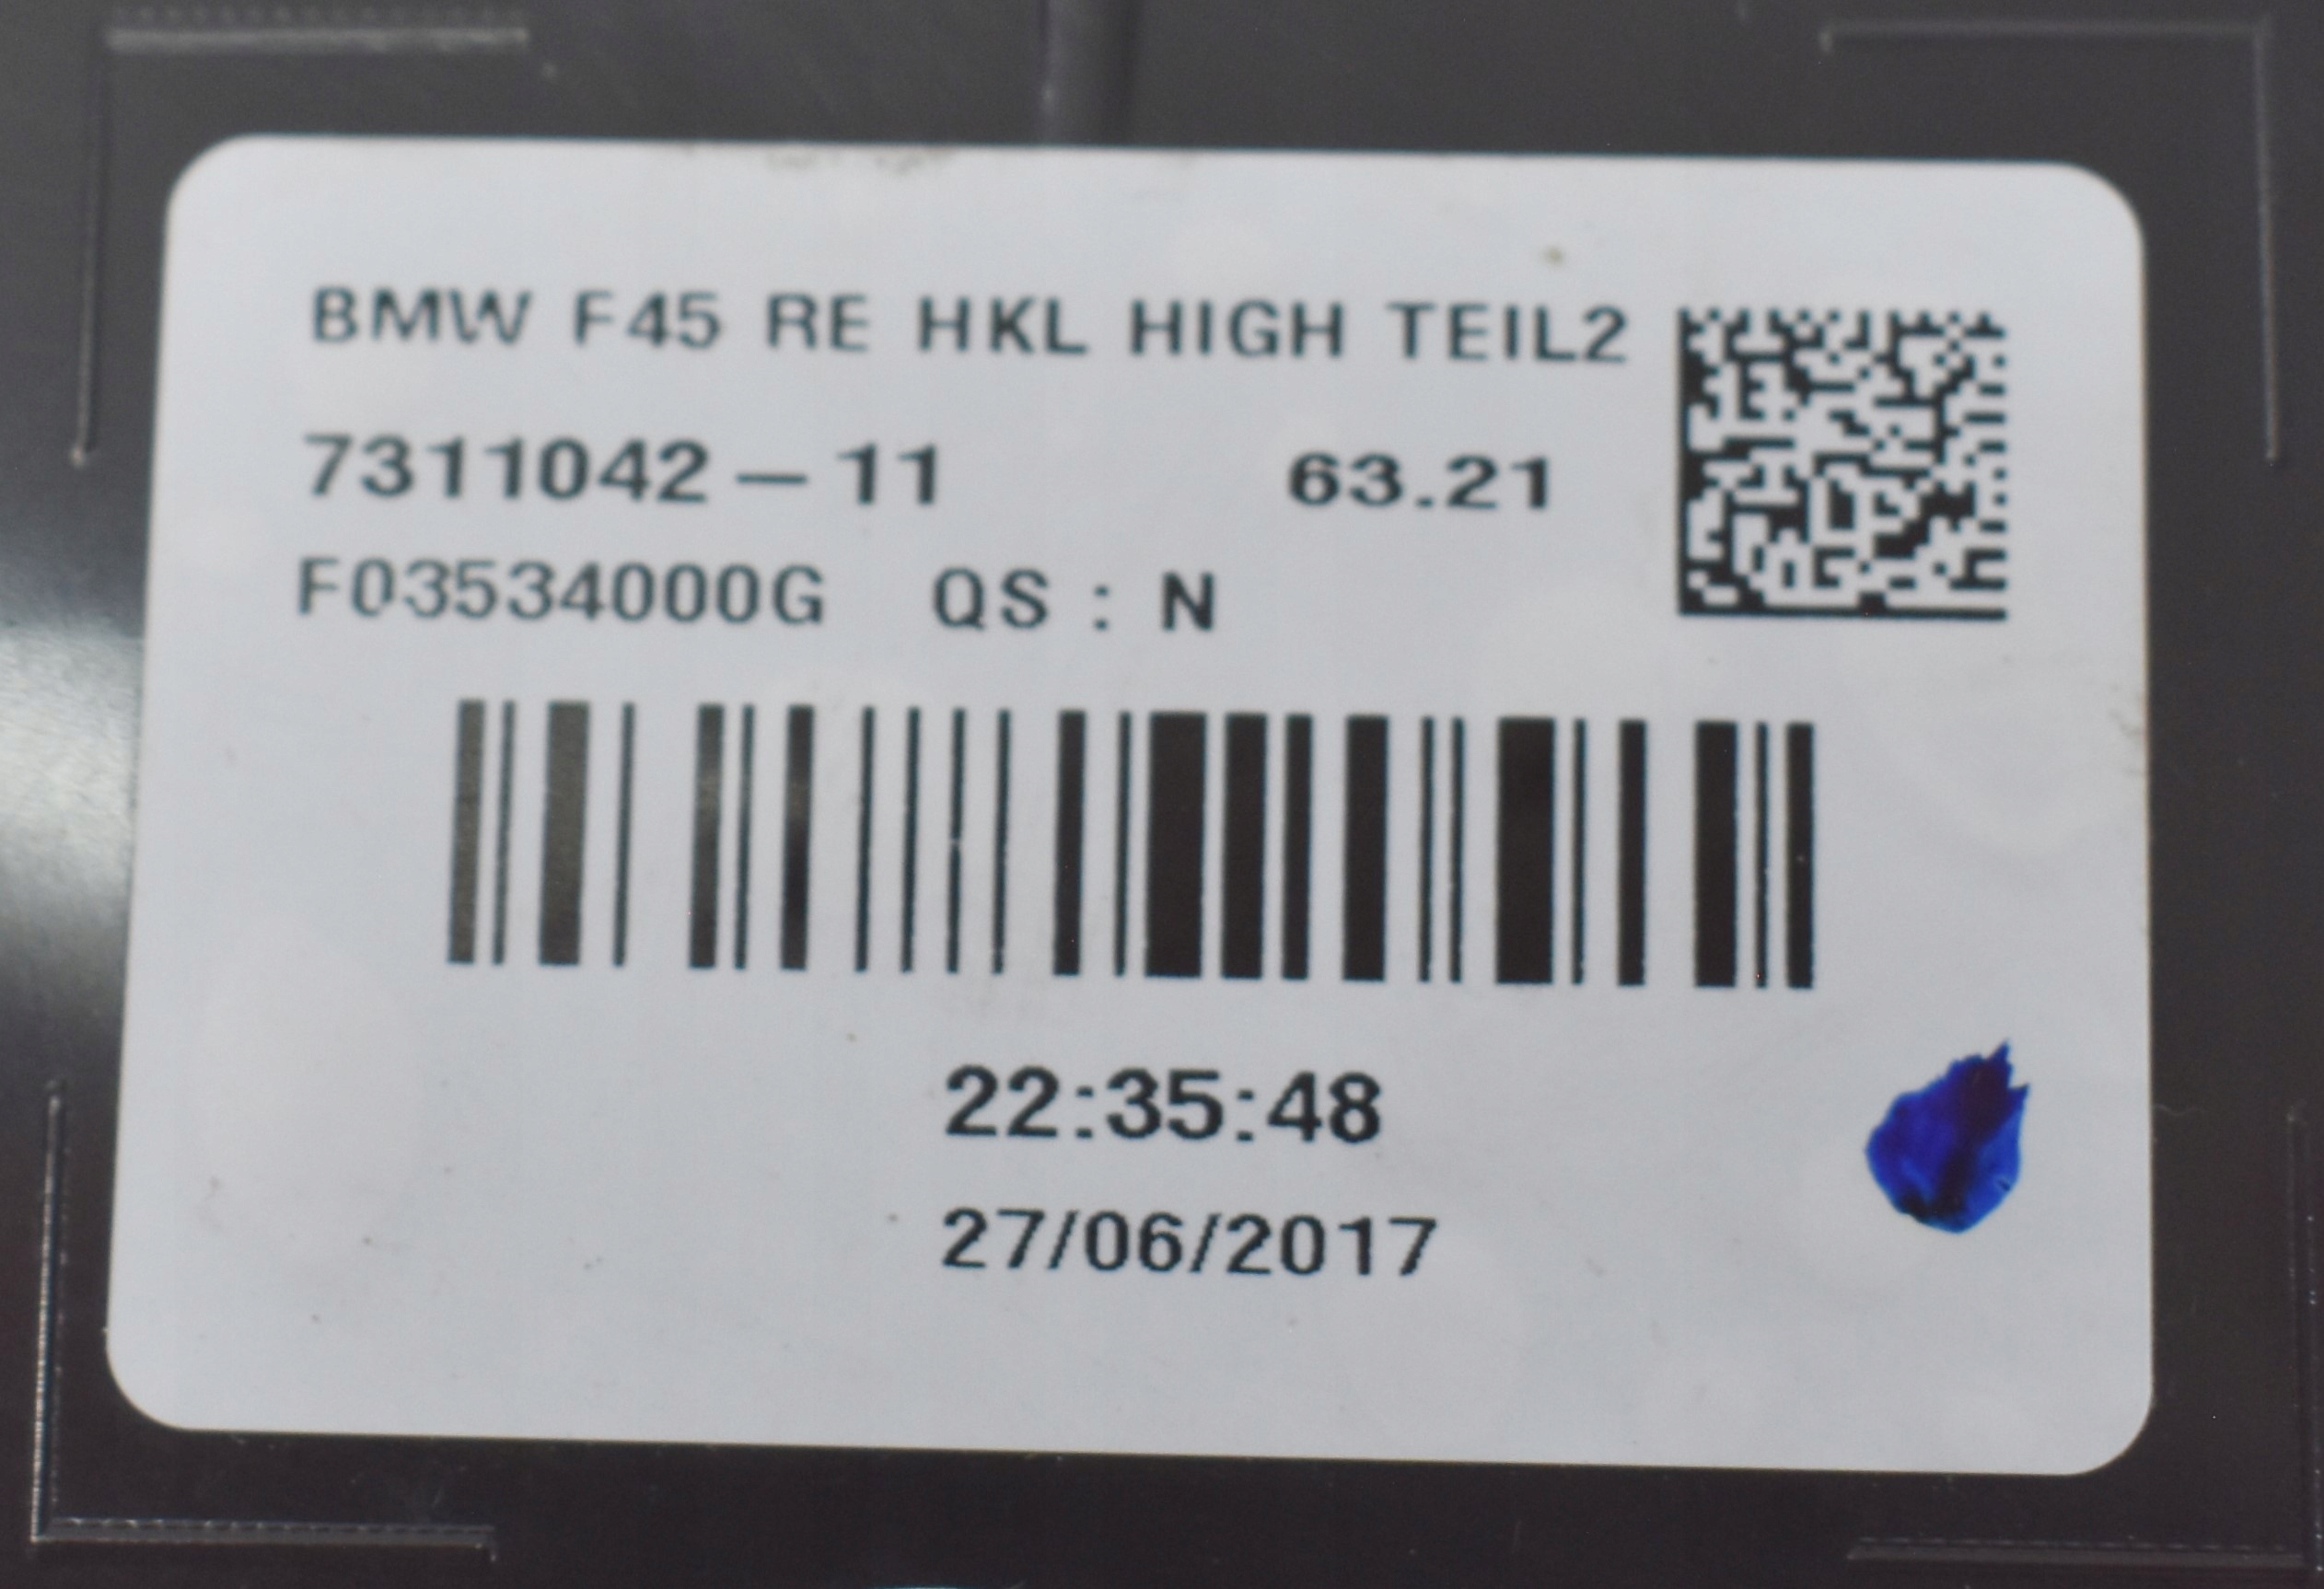 BMW F45 RE HKL HIGH TEIL2
7311042-11 63.21
F03534000G QS : N
22:35:48
27/06/2017